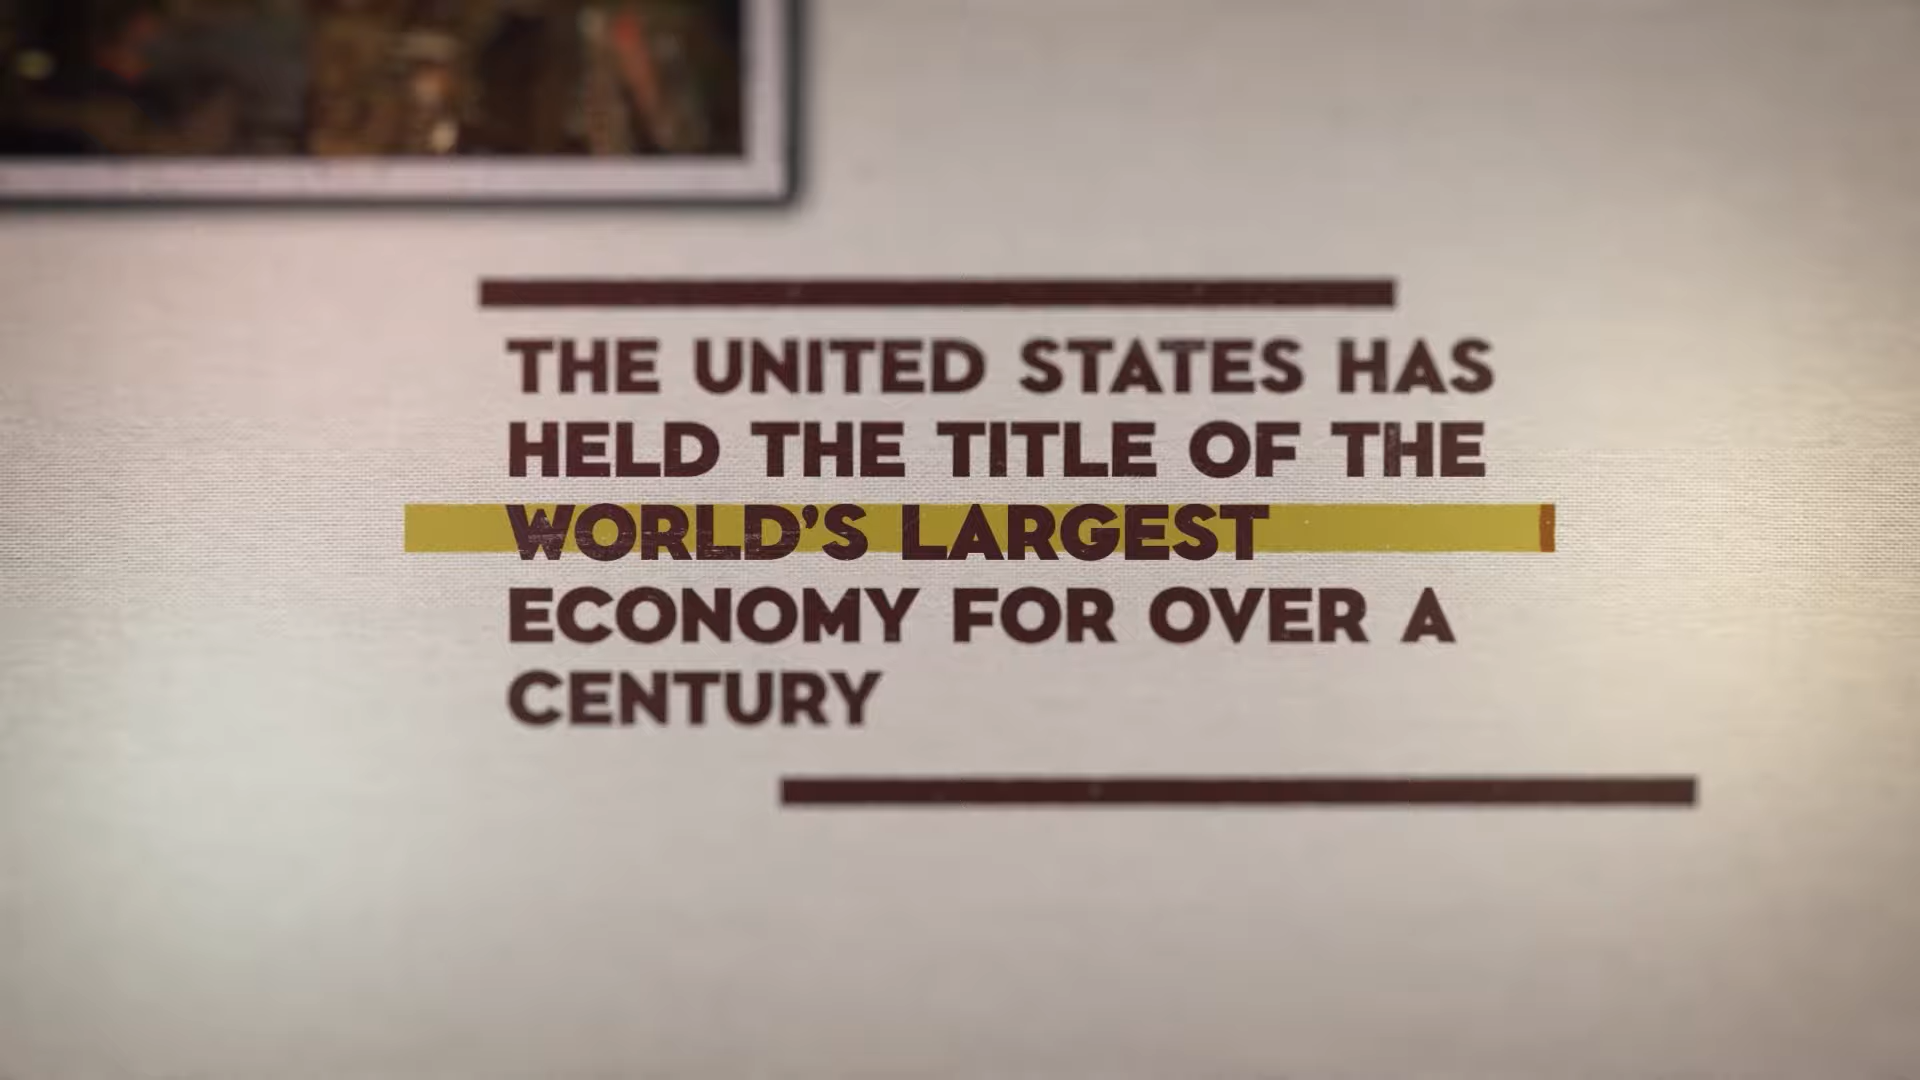 THE UNITED STATES HAS
HELD THE TITLE OF THE
WORLD'S LARGEST
ECONOMY FOR OVER A
CENTURY